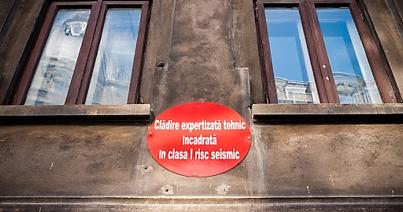 Clădire expertizată tehnic
încadrată
în clasa I risc seismic